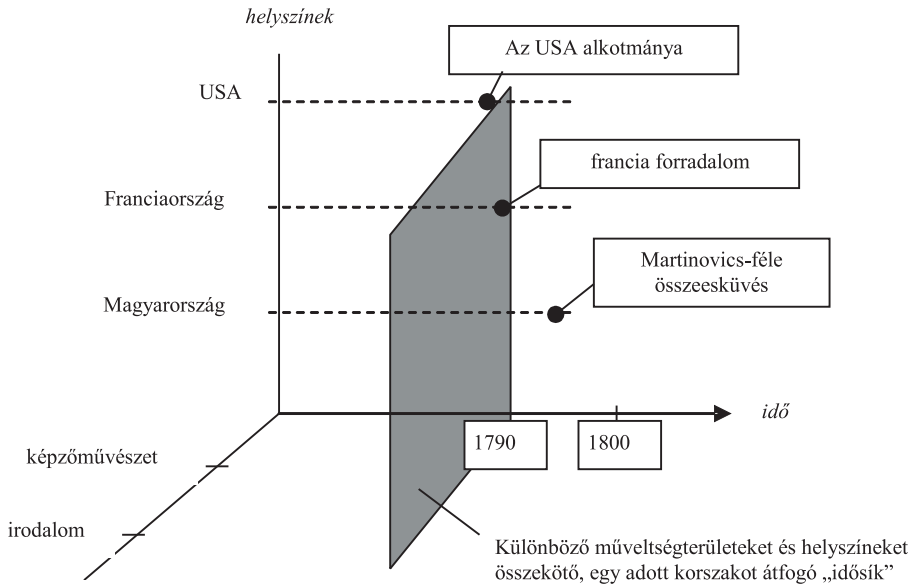 helyszínek
Az USA alkotmánya
USA
francia forradalom
Franciaország
Martinovics-féle
összeesküvés
Magyarország
idő
1790
1800
képzőművészet
irodalom
Különböző műveltségterületeket és helyszíneket
összekötő, egy adott korszakot átfogó „idősík”